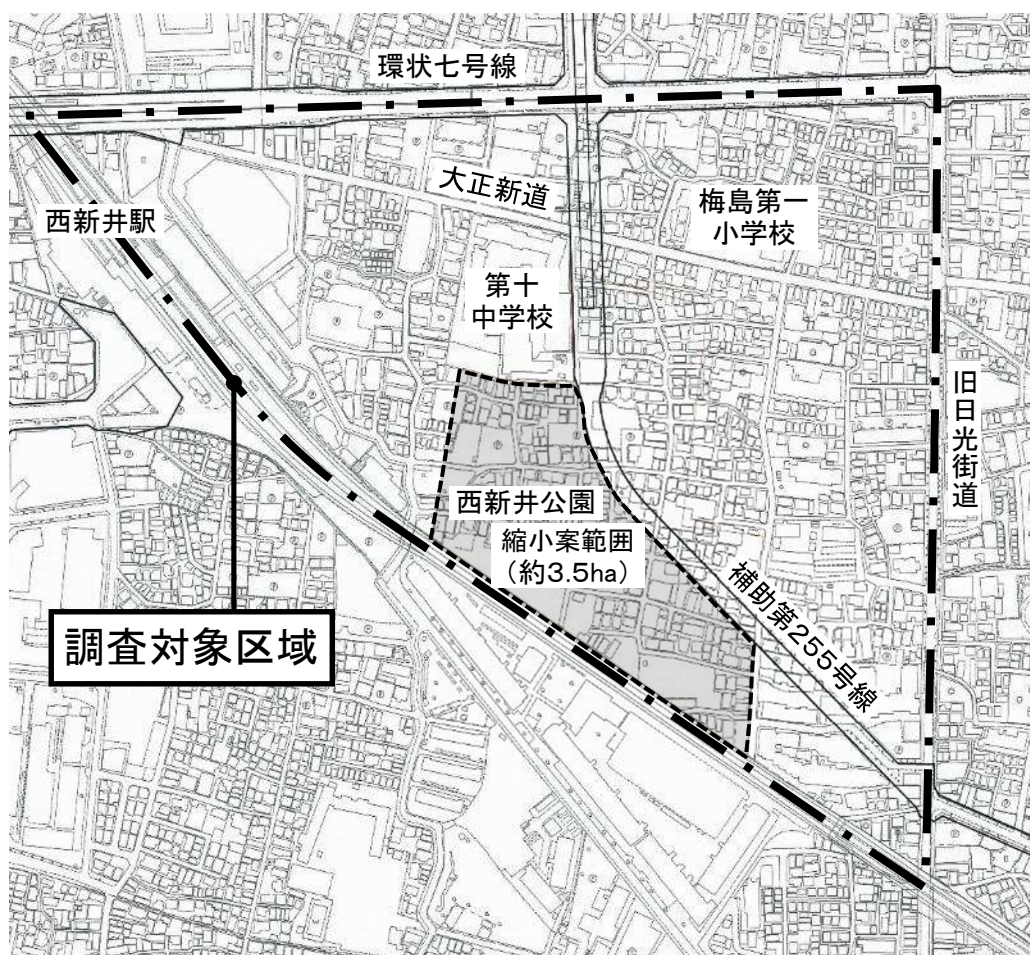 環状七号線
大正新道
西新井駅
梅島第一
小学校
第十
中学校
旧日光街道
西新井公園
縮小案範囲
(約3.5ha)
補助第255号線
調査対象区域